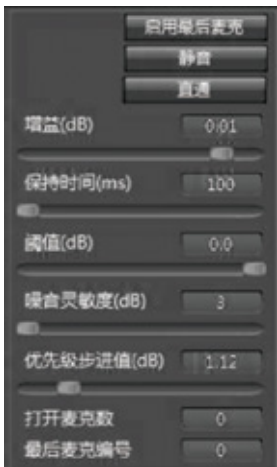 启用最后麦克
静音
直通
增益(dB) 0.01
保持时间(ms) 100
阈值(dB) 0.0
噪音灵敏度(dB) 3
优先级步进值(dB) 1.12
打开麦克数 0
最后麦克编号 0